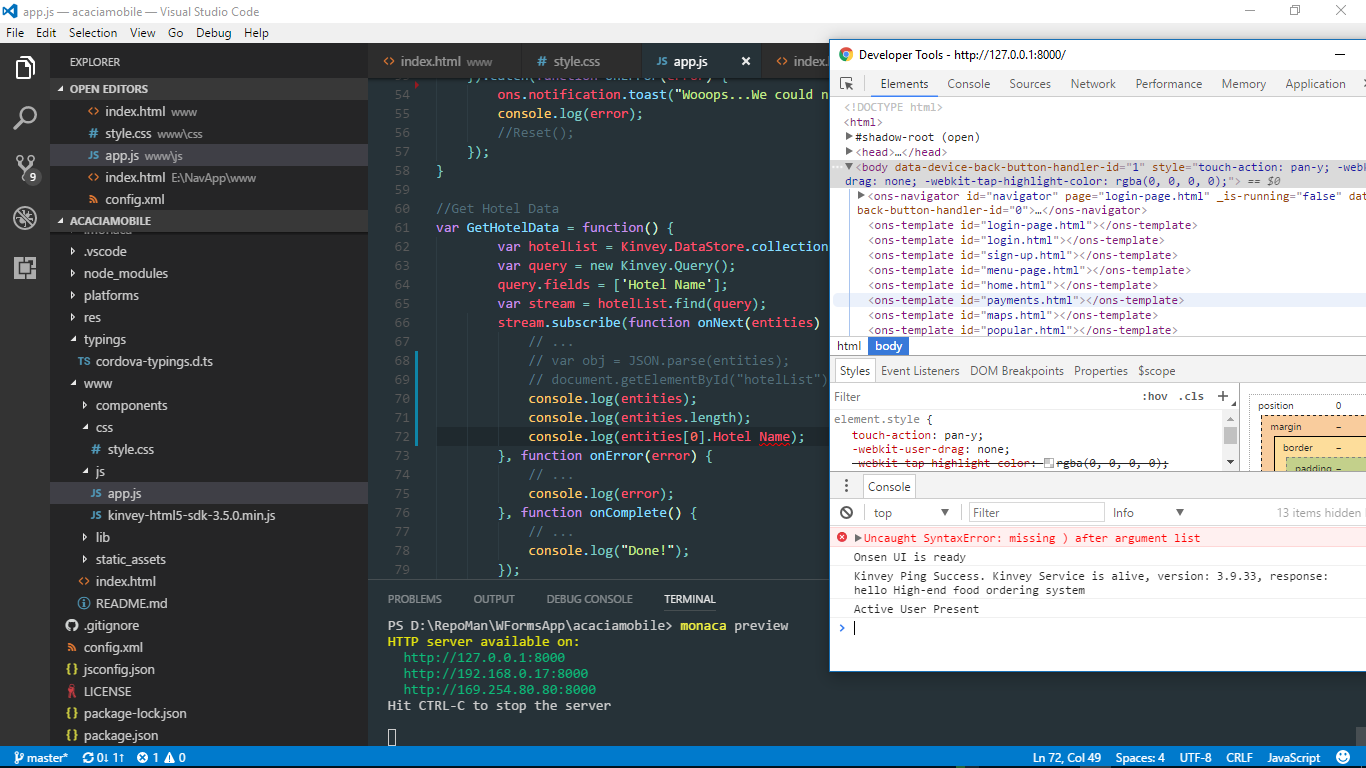 app.js — acaciamobile — Visual Studio Code
File Edit Selection View Go Debug Help
EXPLORER
OPEN EDITORS
index.html www
style.css www\css
app.js www\js
index.html E:\NavApp\www
config.xml
9
ACACIAMOBILE
.vscode
node_modules
platforms
res
typings
TS cordova-typings.d.ts
www
components
css
# style.css
js
JS app.js
JS kinvey-html5-sdk-3.5.0.min.js
lib
static_assets
index.html
README.md
.gitignore
config.xml
jsconfig.json
LICENSE
package-lock.json
package.json
index.html www
# style.css
JS app.js
index.
54 ons.notification.toast("Wooops...We could n
55 console.log(error);
56 //Reset();
57 });
58 }
59
60 //Get Hotel Data
61 var GetHotelData = function() {
62 var hotelList = Kinvey.DataStore.collection
63 var query = new Kinvey.Query();
64 query.fields = ['Hotel Name'];
65 var stream = hotelList.find(query);
66 stream.subscribe(function onNext(entities)
67 // ...
68 // var obj = JSON.parse(entities);
69 // document.getElementById("hotelList")
70 console.log(entities);
71 console.log(entities.length);
72 console.log(entities[0].Hotel Name);
73 }, function onError(error) {
74 // ...
75 console.log(error);
76 }, function onComplete() {
77 // ...
78 console.log("Done!");
79 });
PROBLEMS OUTPUT DEBUG CONSOLE TERMINAL
PS D:\RepoMan\WFormsApp\acaciamobile> monaca preview
HTTP server available on:
http://127.0.0.1:8000
http://192.168.0.17:8000
http://169.254.80.80:8000
Hit CTRL-C to stop the server
Developer Tools - http://127.0.0.1:8000/
Elements Console Sources Network Performance Memory Application
<!DOCTYPE html>
<html>
#shadow-root (open)
<head>…</head>
<body data-device-back-button-handler-id="1" style="touch-action: pan-y; -webk
drag: none; -webkit-tap-highlight-color: rgba(0, 0, 0, 0);"> == $0
<ons-navigator id="navigator" page="login-page.html" _is-running="false" dat
back-button-handler-id="0">…</ons-navigator>
<ons-template id="login-page.html"></ons-template>
<ons-template id="login.html"></ons-template>
<ons-template id="sign-up.html"></ons-template>
<ons-template id="menu-page.html"></ons-template>
<ons-template id="home.html"></ons-template>
<ons-template id="payments.html"></ons-template>
<ons-template id="maps.html"></ons-template>
<ons-template id="popular.html"></ons-template>
html body
Styles Event Listeners DOM Breakpoints Properties $scope
Filter :hov .cls +
element.style {
touch-action: pan-y;
-webkit-user-drag: none;
-webkit-tap-highlight-color: rgba(0, 0, 0, 0);
position 0
margin –
border –
padding –
Console
top Filter Info 13 items hidden
Uncaught SyntaxError: missing ) after argument list
Onsen UI is ready
Kinvey Ping Success. Kinvey Service is alive, version: 3.9.33, response:
hello High-end food ordering system
Active User Present
master* 0↓ 1↑ 1 0 Ln 72, Col 49 Spaces: 4 UTF-8 CRLF JavaScript